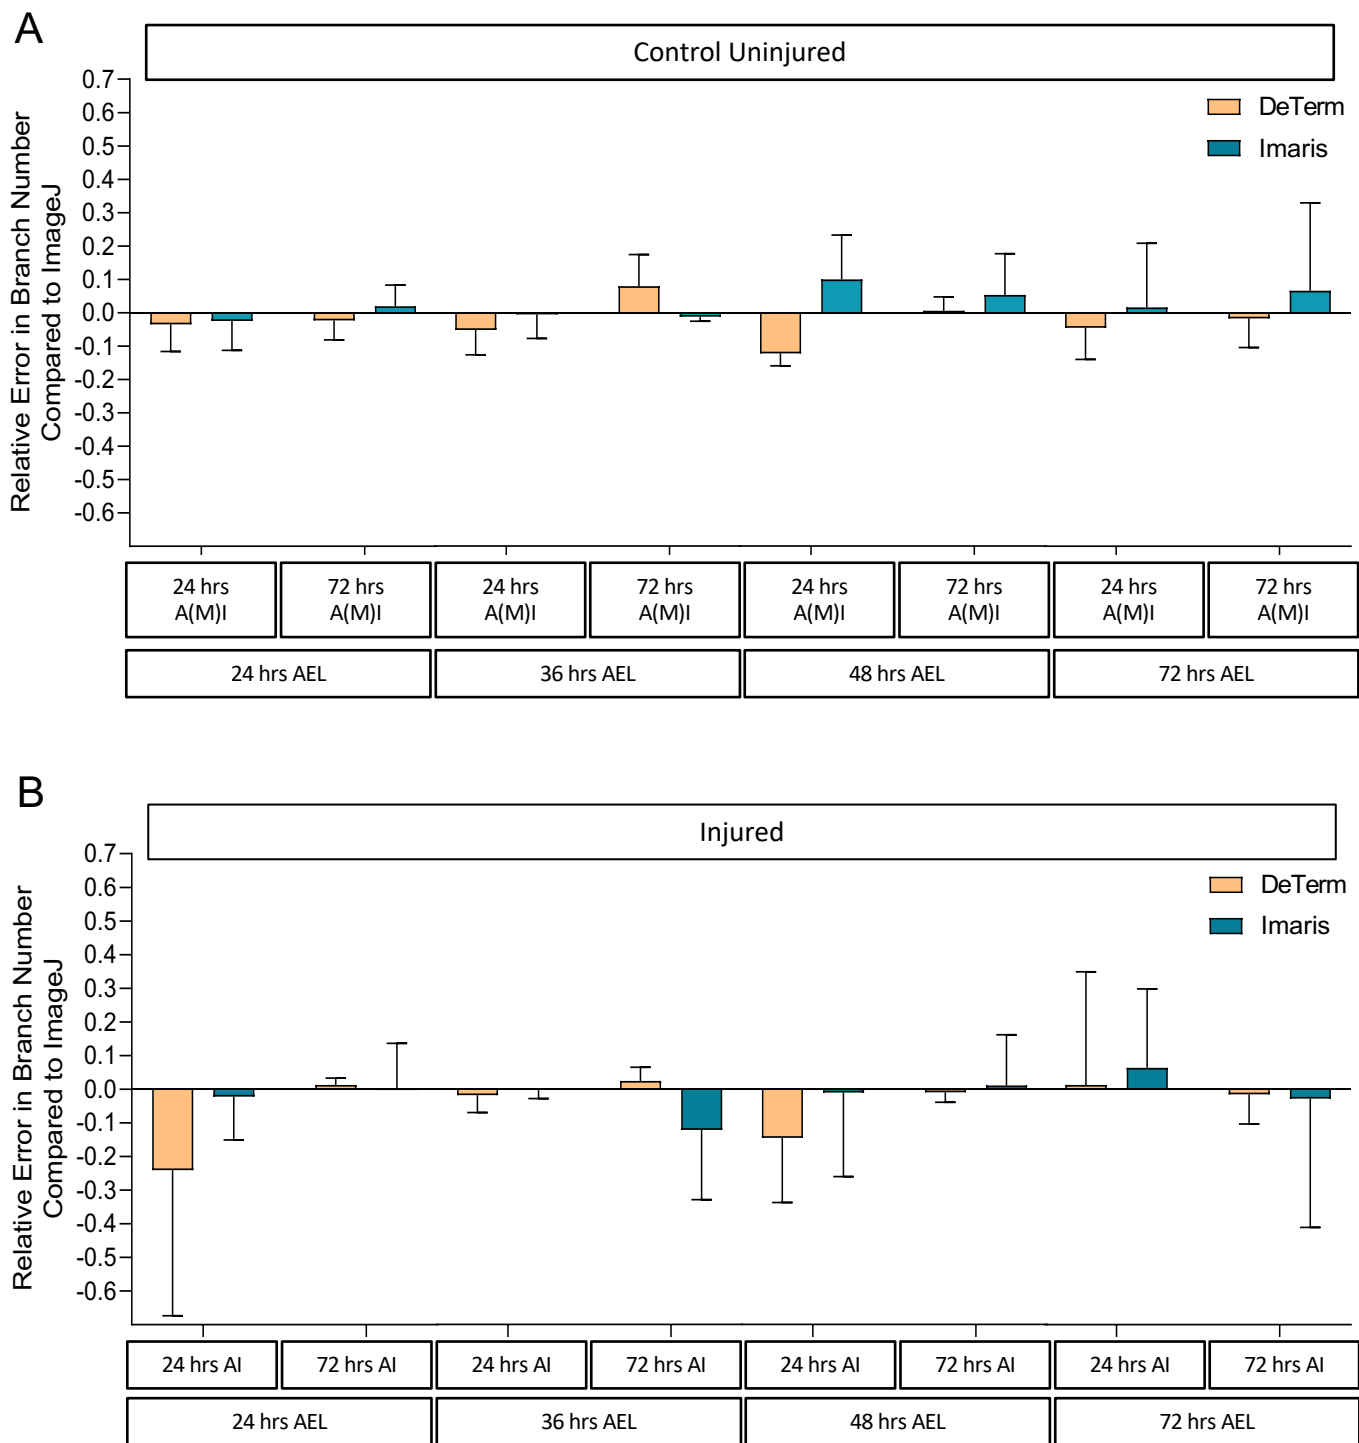 A
Control Uninjured
Relative Error in Branch Number
Compared to ImageJ
0.7
0.6
0.5
0.4
0.3
0.2
0.1
0.0
-0.1
-0.2
-0.3
-0.4
-0.5
-0.6
DeTerm
Imaris
24 hrs
A(M)I
72 hrs
A(M)I
24 hrs
A(M)I
72 hrs
A(M)I
24 hrs
A(M)I
72 hrs
A(M)I
24 hrs
A(M)I
72 hrs
A(M)I
24 hrs AEL
36 hrs AEL
48 hrs AEL
72 hrs AEL
B
Injured
Relative Error in Branch Number
Compared to ImageJ
0.7
0.6
0.5
0.4
0.3
0.2
0.1
0.0
-0.1
-0.2
-0.3
-0.4
-0.5
-0.6
DeTerm
Imaris
24 hrs AI
72 hrs AI
24 hrs AI
72 hrs AI
24 hrs AI
72 hrs AI
24 hrs AI
72 hrs AI
24 hrs AEL
36 hrs AEL
48 hrs AEL
72 hrs AEL